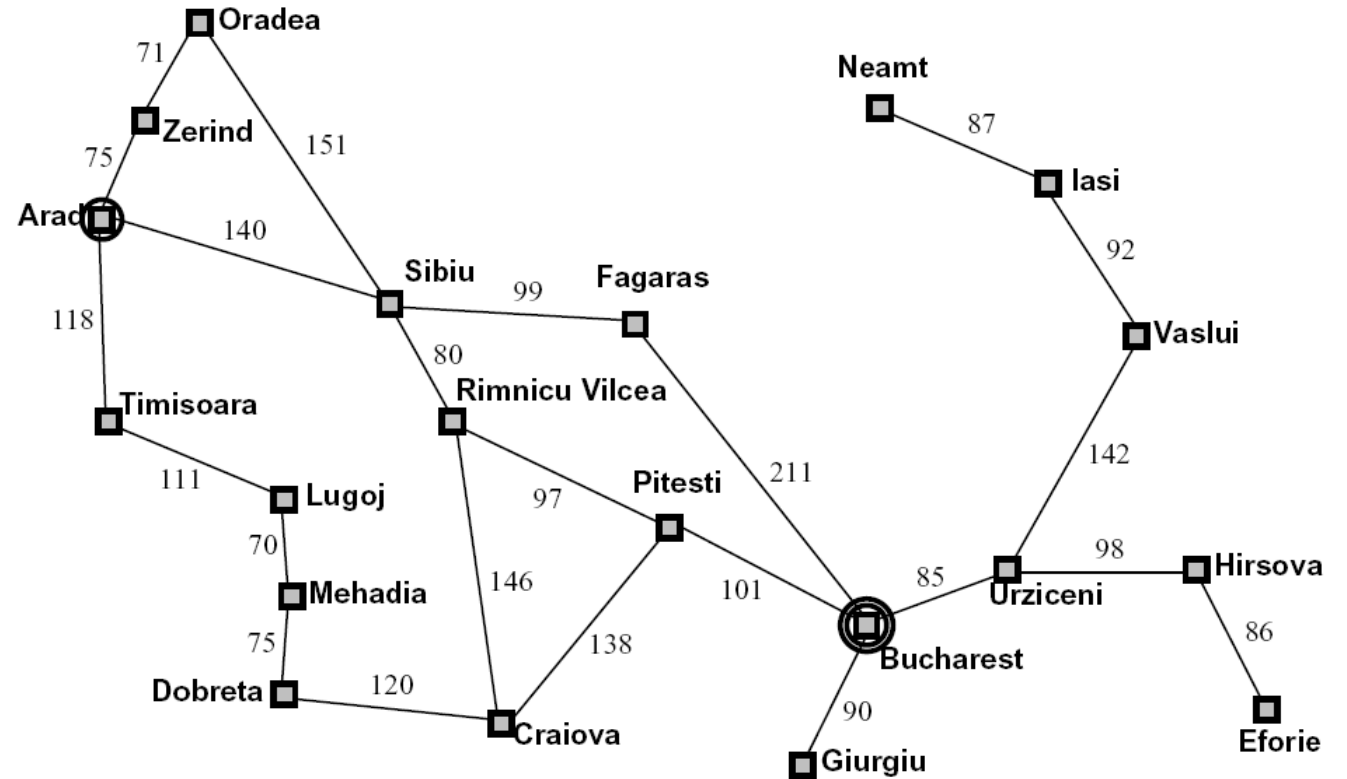 Oradea
71
Neamt
87
Zerind
151
75
Iasi
Arad
140
92
Sibiu
Fagaras
99
118
Vaslui
80
Rimnicu Vilcea
Timisoara
142
211
111
Pitesti
97
Lugoj
70
98
Hirsova
146
101
85
Mehadia
Urziceni
75
138
86
Bucharest
Dobreta
120
90
Craiova
Eforie
Giurgiu